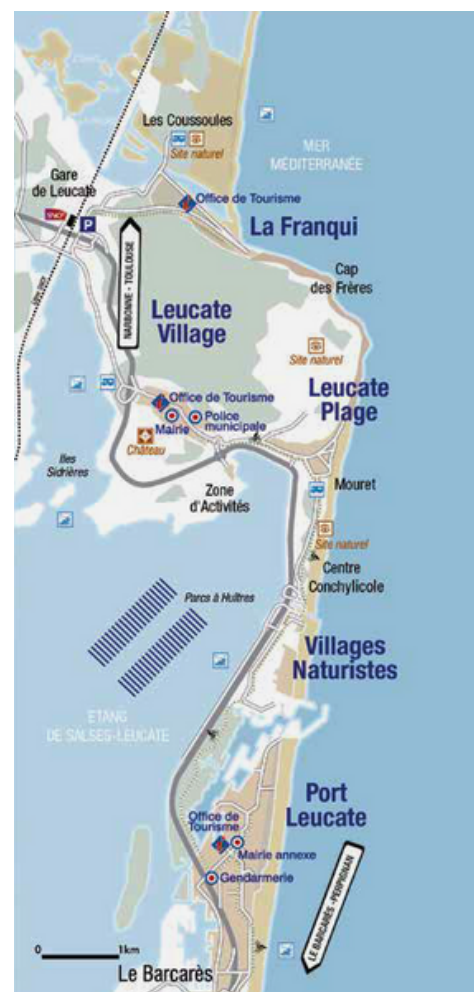 Les Coussoules
Site naturel
MER
MÉDITERRANÉE
Gare
de Leucate
SNCF
P
Office de Tourisme
La Franqui
NARBONNE - TOULOUSE
Cap
des Frères
Leucate
Village
Site naturel
Leucate
Plage
Office de Tourisme
Mairie
Police
municipale
Château
Iles
Sidrières
Zone
d'Activités
Mouret
Site naturel
Centre
Conchylicole
Parcs à Huîtres
Villages
Naturistes
ETANG
DE SALSES-LEUCATE
Port
Leucate
Office de
Tourisme
Mairie annexe
Gendarmerie
LE BARCARÈS - PERPIGNAN
0 1km
Le Barcarès